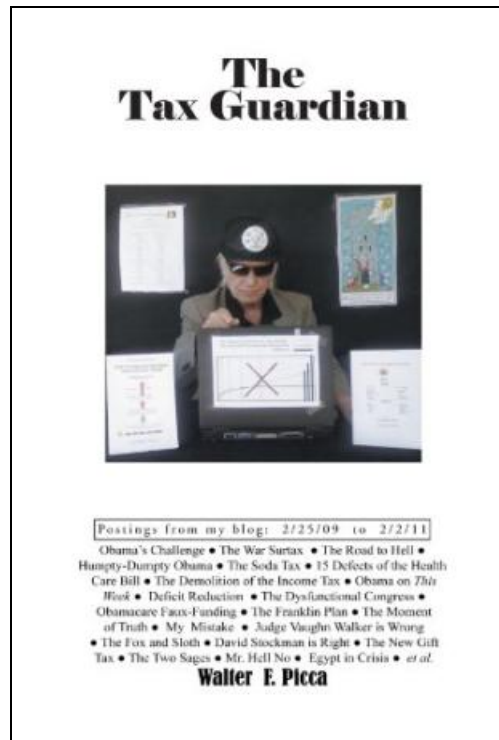 The
Tax Guardian
Postings from my blog: 2/25/09 to 2/2/11
Obama's Challenge ● The War Surtax ● The Road to Hell ●
Humpty-Dumpty Obama ● The Soda Tax ● 15 Defects of the Health
Care Bill ● The Demolition of the Income Tax ● Obama on This
Week ● Deficit Reduction ● The Dysfunctional Congress ●
Obamacare Faux-Funding ● The Franklin Plan ● The Moment
of Truth ● My Mistake ● Judge Vaughn Walker is Wrong
● The Fox and Sloth ● David Stockman is Right ● The New Gift
Tax ● The Two Sages ● Mr. Hell No ● Egypt in Crisis ● et al.
Walter F. Picca